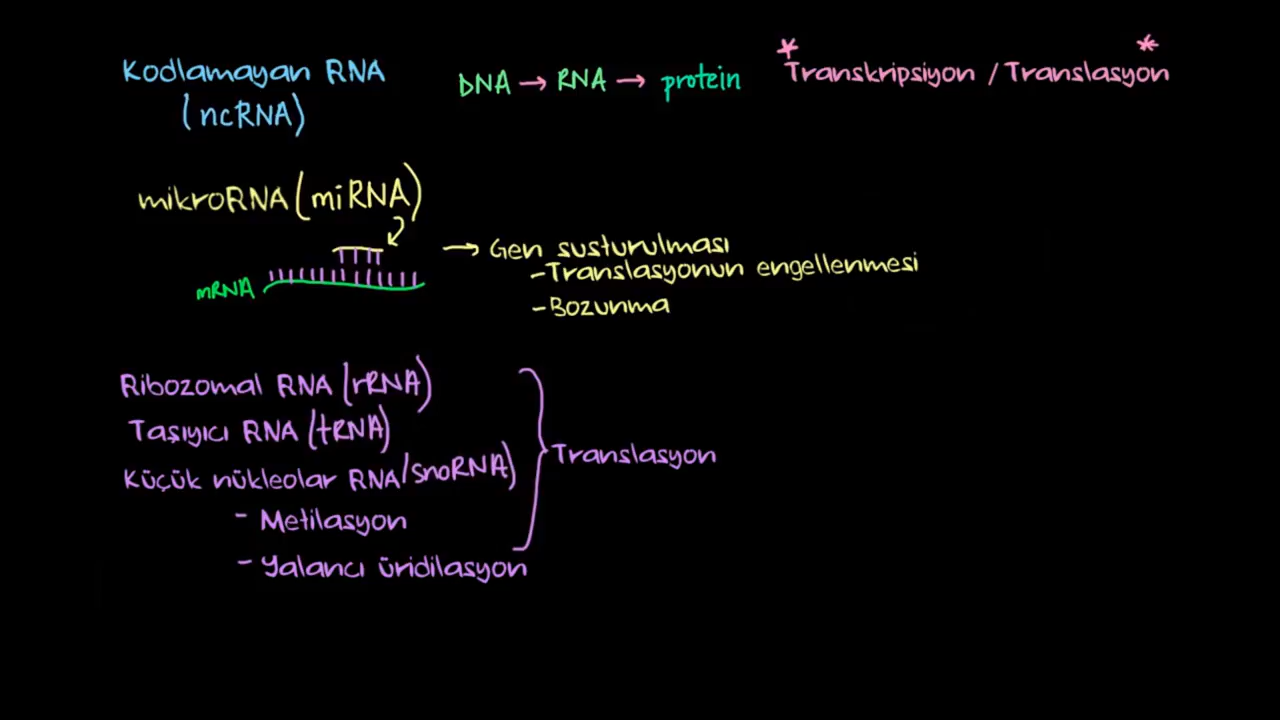 Kodlamayan RNA
(ncRNA)
DNA → RNA → protein
* Transkripsiyon / Translasyon *
mikroRNA (miRNA)
mRNA
→ Gen susturulması
- Translasyonun engellenmesi
- Bozunma
Ribozomal RNA (rRNA)
Taşıyıcı RNA (tRNA)
Küçük nükleolar RNA (snoRNA)
- Metilasyon
- Yalancı üridilasyon
Translasyon